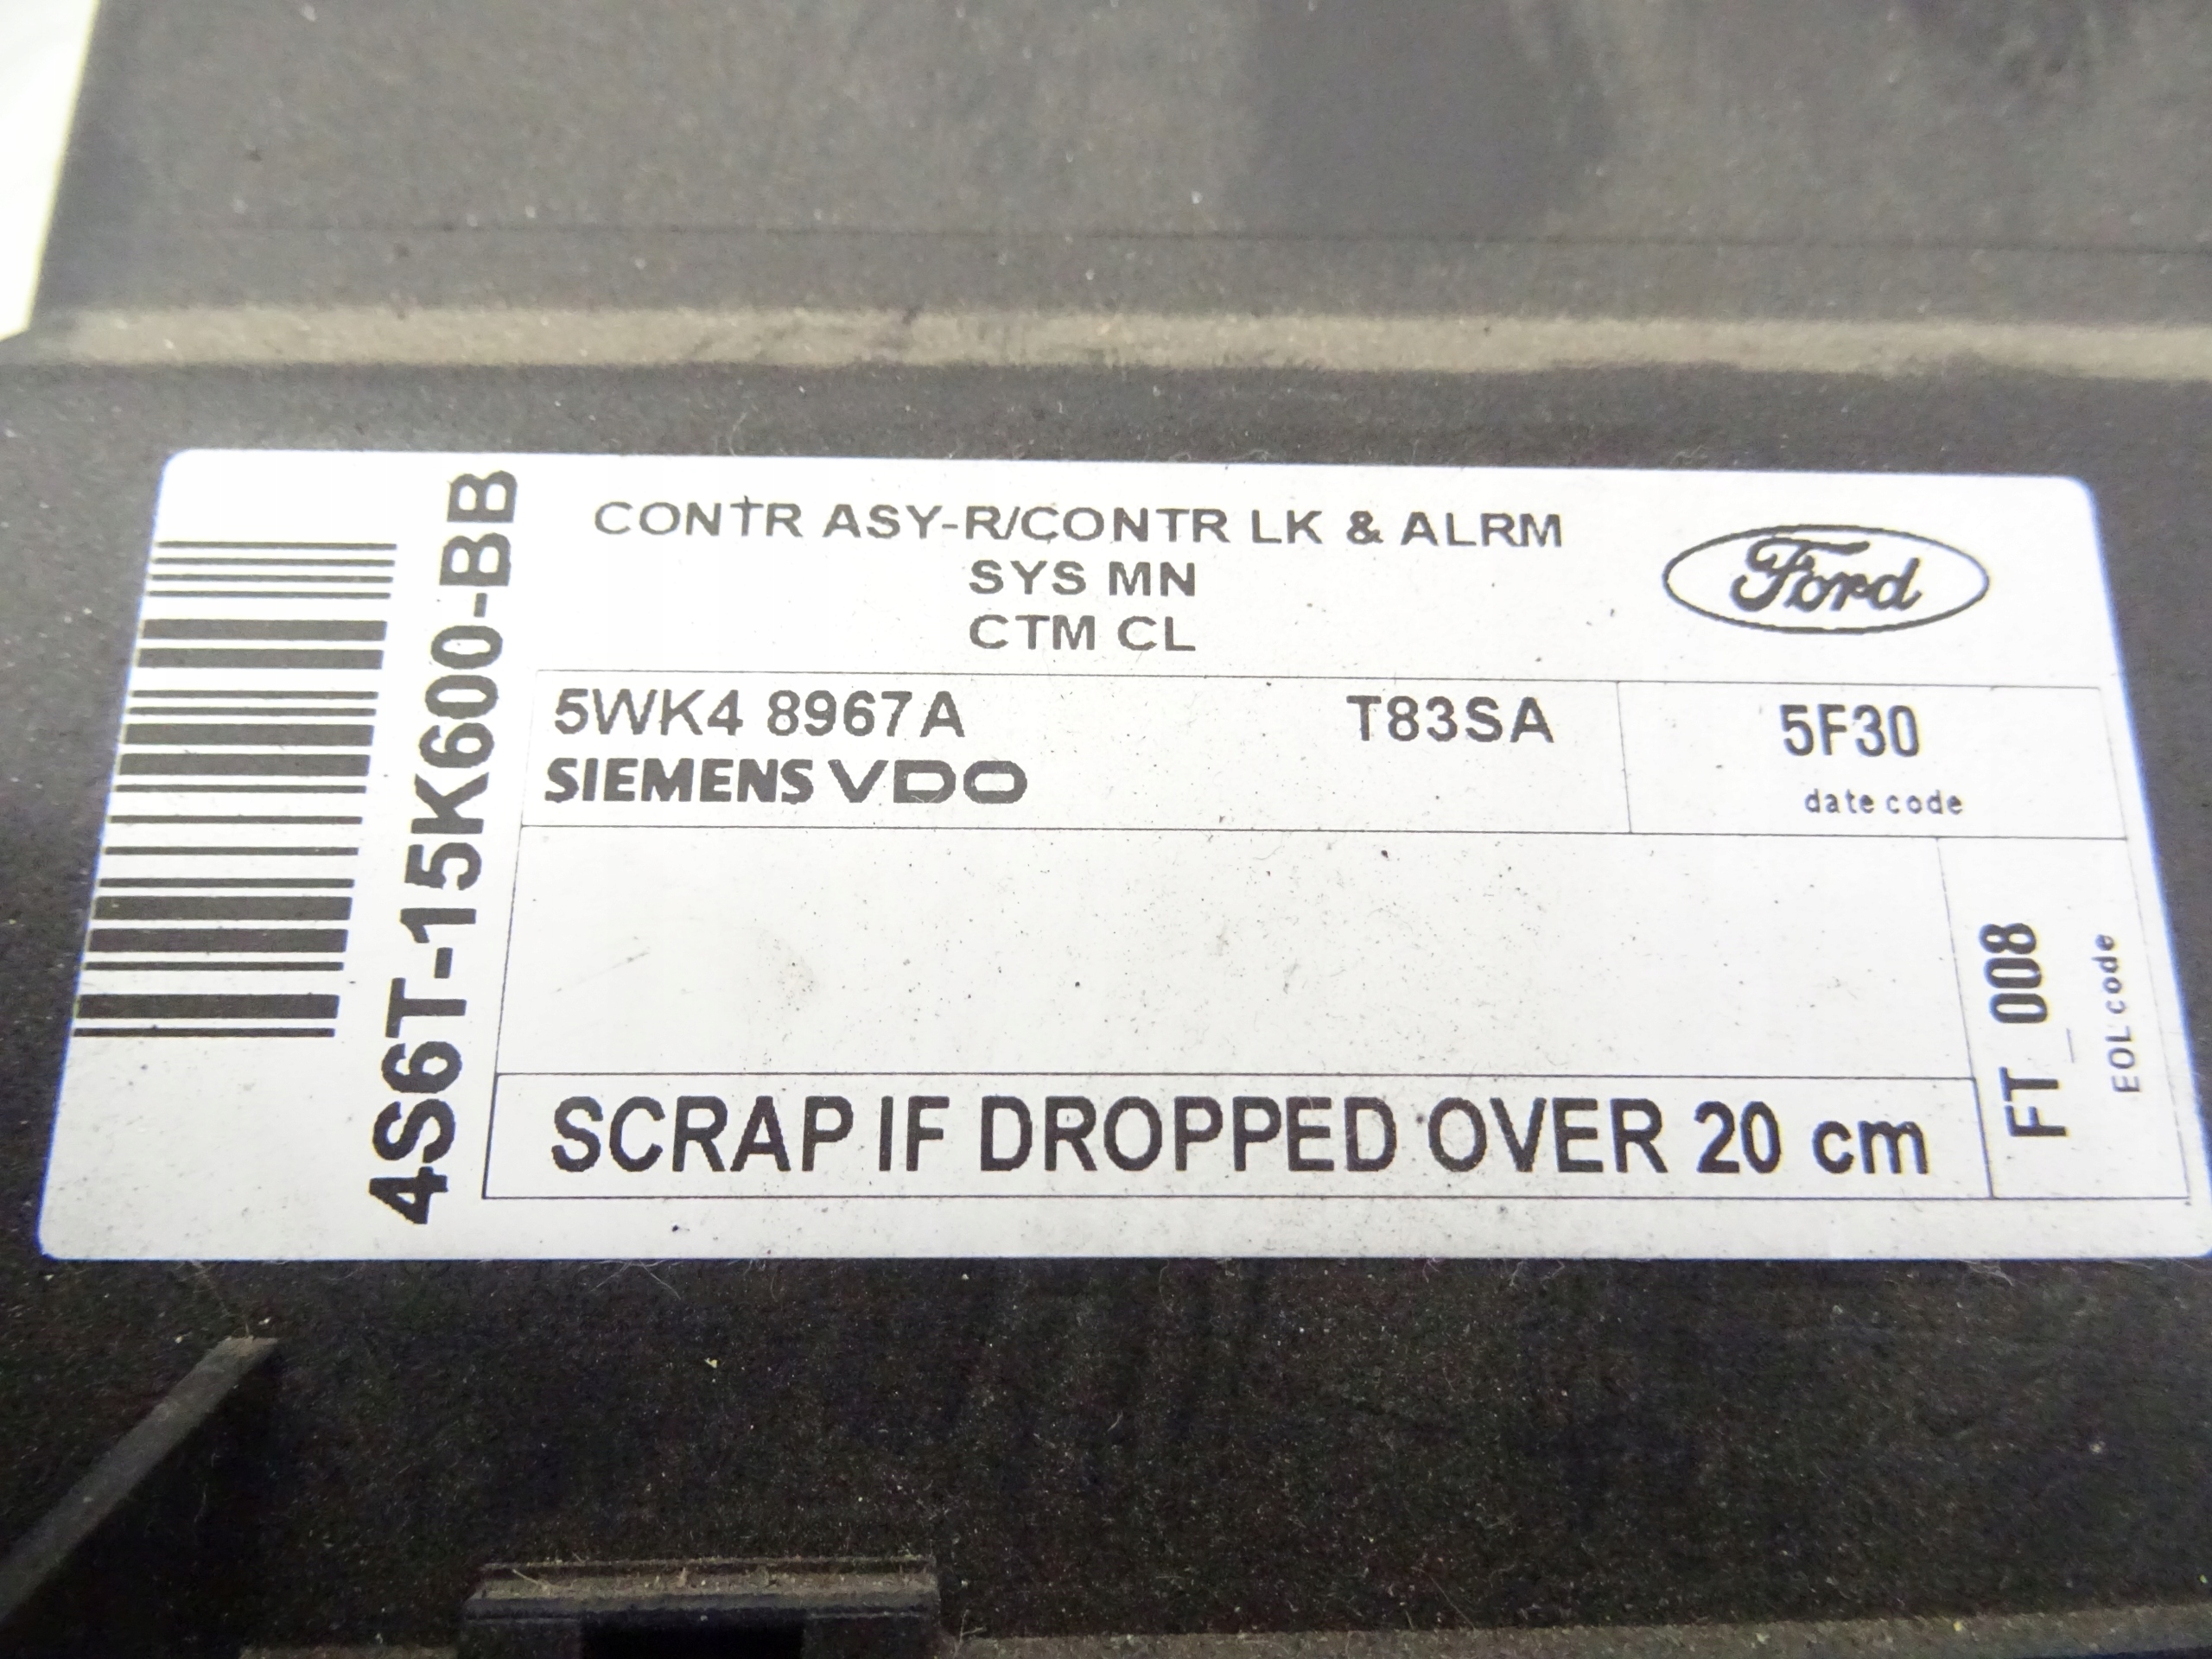 4S6T-15K600-BB
CONTR ASY-R/CONTR LK & ALRM
SYS MN
CTM CL
Ford
5WK4 8967A T83SA
SIEMENS VDO
5F30
date code
SCRAP IF DROPPED OVER 20 cm
FT_008
EOL code